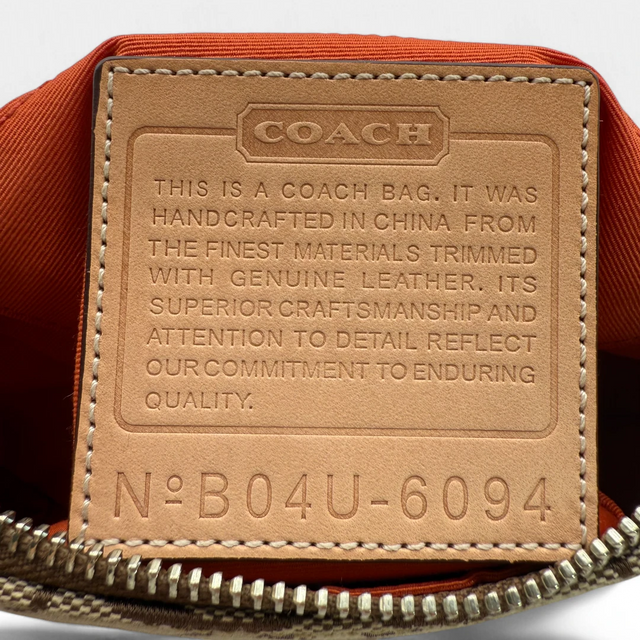 COACH
THIS IS A COACH BAG. IT WAS
HANDCRAFTED IN CHINA FROM
THE FINEST MATERIALS TRIMMED
WITH GENUINE LEATHER. ITS
SUPERIOR CRAFTSMANSHIP AND
ATTENTION TO DETAIL REFLECT
OUR COMMITMENT TO ENDURING
QUALITY.
Nº B04U-6094